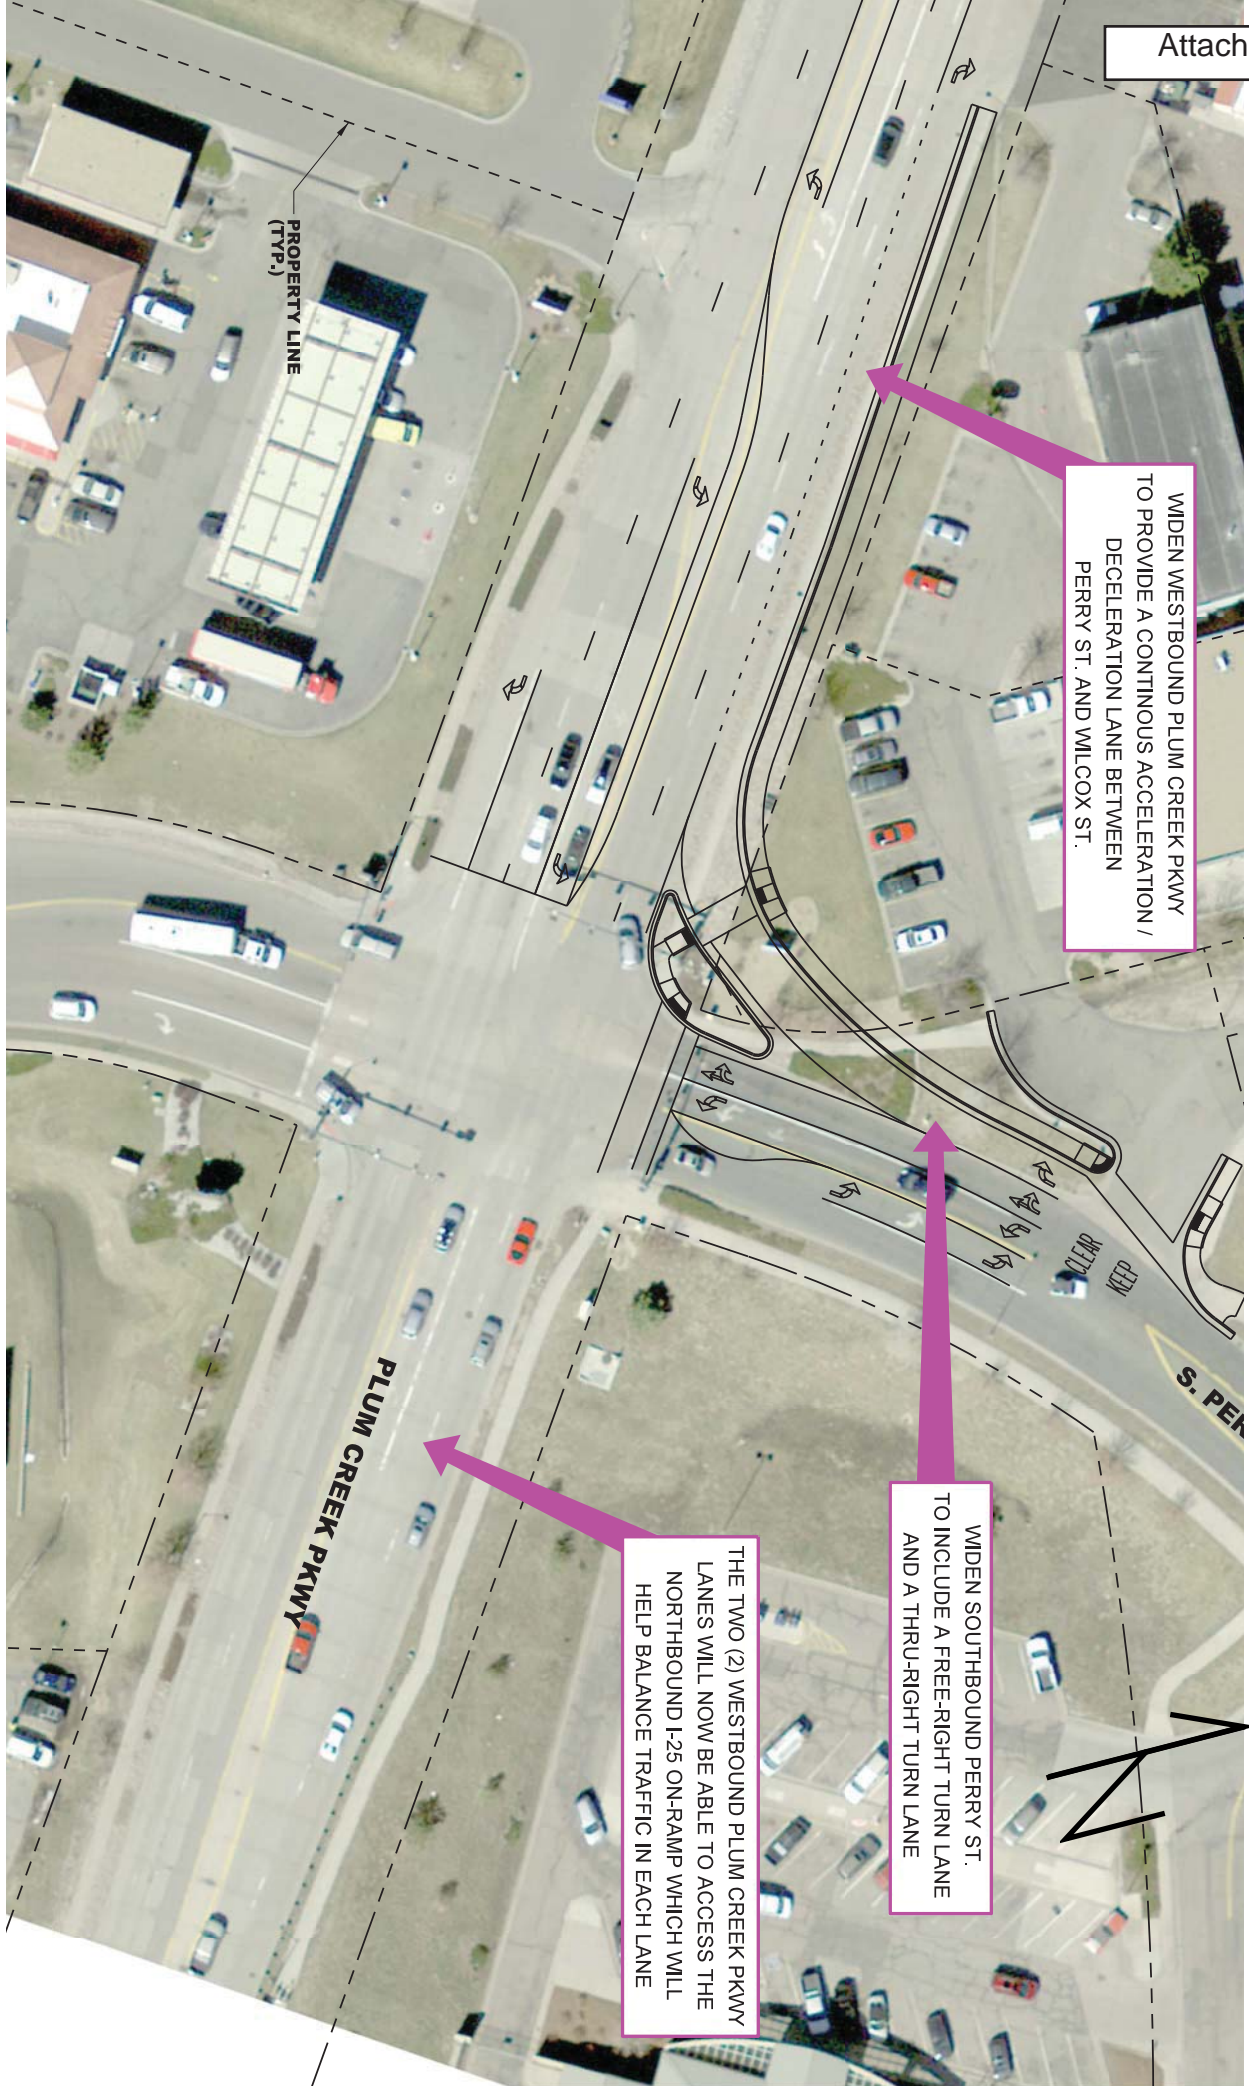 Attach
PROPERTY LINE
(TYP.)
WIDEN WESTBOUND PLUM CREEK PKWY
TO PROVIDE A CONTINOUS ACCELERATION /
DECELERATION LANE BETWEEN
PERRY ST. AND WILCOX ST.
CLEAR
KEEP
S. PER
WIDEN SOUTHBOUND PERRY ST.
TO INCLUDE A FREE-RIGHT TURN LANE
AND A THRU-RIGHT TURN LANE
PLUM CREEK PKWY
THE TWO (2) WESTBOUND PLUM CREEK PKWY
LANES WILL NOW BE ABLE TO ACCESS THE
NORTHBOUND I-25 ON-RAMP WHICH WILL
HELP BALANCE TRAFFIC IN EACH LANE
N